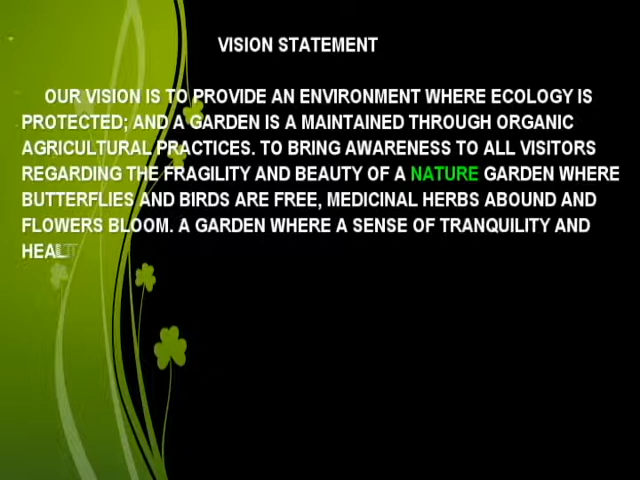 VISION STATEMENT
OUR VISION IS TO PROVIDE AN ENVIRONMENT WHERE ECOLOGY IS
PROTECTED; AND A GARDEN IS A MAINTAINED THROUGH ORGANIC
AGRICULTURAL PRACTICES. TO BRING AWARENESS TO ALL VISITORS
REGARDING THE FRAGILITY AND BEAUTY OF A NATURE GARDEN WHERE
BUTTERFLIES AND BIRDS ARE FREE, MEDICINAL HERBS ABOUND AND
FLOWERS BLOOM. A GARDEN WHERE A SENSE OF TRANQUILITY AND
HEALT